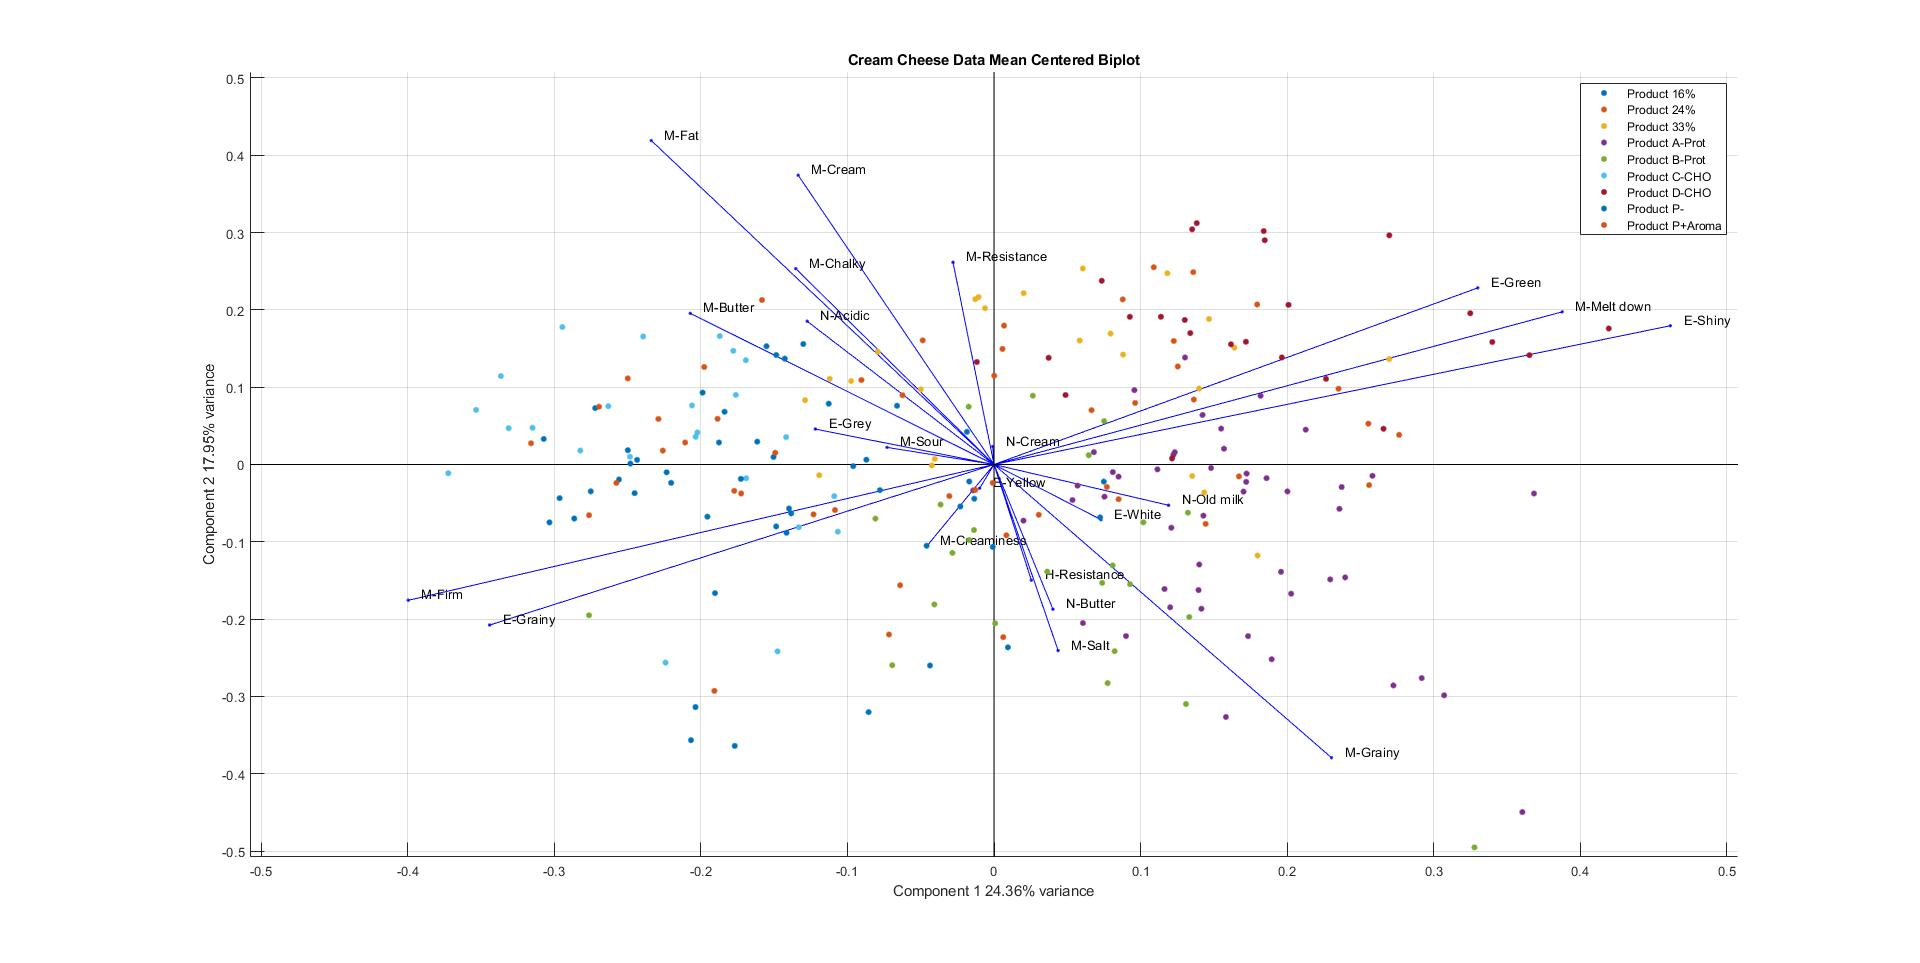 Cream Cheese Data Mean Centered Biplot
0.5
0.4
0.3
0.2
0.1
0
-0.1
-0.2
-0.3
-0.4
-0.5
Component 2 17.95% variance
M-Fat
M-Cream
M-Chalky
M-Resistance
M-Butter
N-Acidic
E-Green
M-Melt down
E-Shiny
E-Grey
M-Sour
N-Cream
E-Yellow
N-Old milk
E-White
M-Creaminess
H-Resistance
M-Firm
N-Butter
E-Grainy
M-Salt
M-Grainy
Product 16%
Product 24%
Product 33%
Product A-Prot
Product B-Prot
Product C-CHO
Product D-CHO
Product P-
Product P+Aroma
-0.5 -0.4 -0.3 -0.2 -0.1 0 0.1 0.2 0.3 0.4 0.5
Component 1 24.36% variance